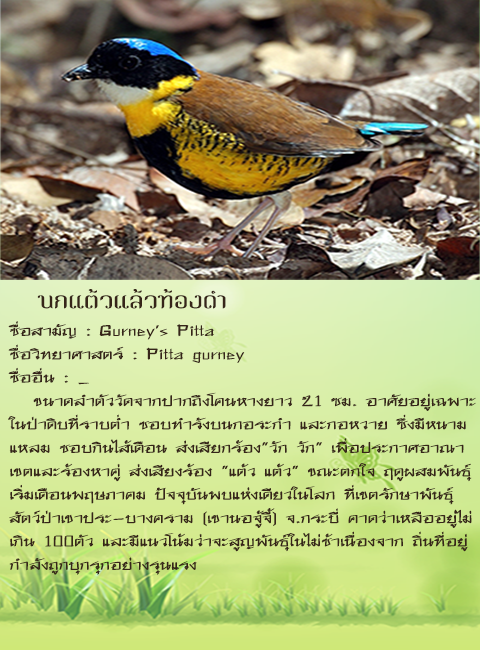 นกแต้วแล้วท้องดำ
ชื่อสามัญ : Gurney's Pitta
ชื่อวิทยาศาสตร์ : Pitta gurney
ชื่ออื่น : _
ขนาดลำตัววัดจากปากถึงโคนหางยาว 21 ซม. อาศัยอยู่เฉพาะ
ในป่าดิบที่ราบต่ำ ชอบทำรังบนกอระกำ และกอหวาย ซึ่งมีหนาม
แหลม ชอบกินไส้เดือน ส่งเสียกร้อง"วัก วัก" เพื่อประกาศอาณา
เขตและร้องหาคู่ ส่งเสียงร้อง "แต้ว แต้ว" ขณะตกใจ ฤดูผสมพันธุ์
เริ่มเดือนพฤษภาคม ปัจจุบันพบแห่งเดียวในโลก ที่เขตรักษาพันธุ์
สัตว์ป่าเขาประ-บางคราม (เขานอจู้จี้) จ.กระบี่ คาดว่าเหลืออยู่ไม่
เกิน 100ตัว และมีแนวโน้มว่าจะสูญพันธุ์ในไม่ช้าเนื่องจาก ถิ่นที่อยู่
กำลังถูกบุกรุกอย่างรุนแรง